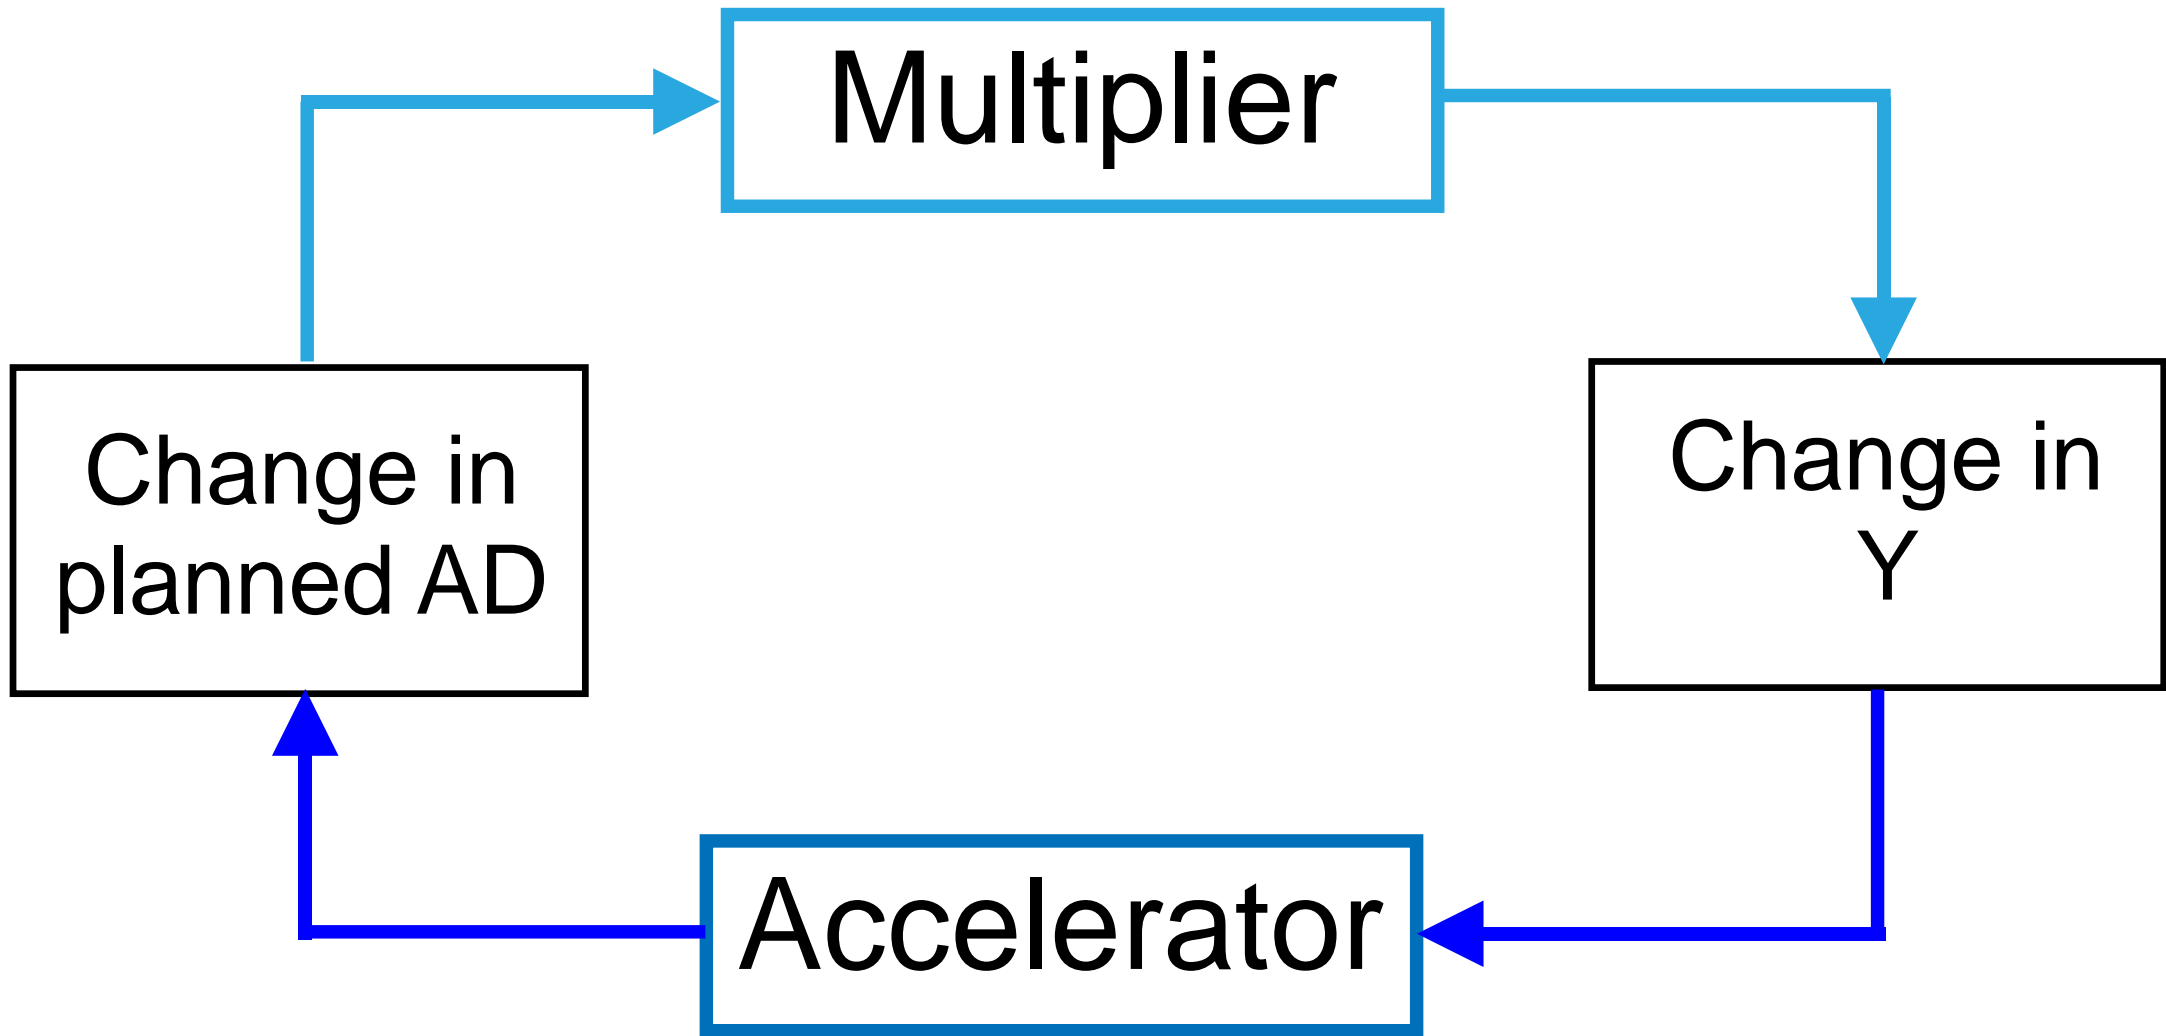 Multiplier
Change in
planned AD
Change in
Y
Accelerator